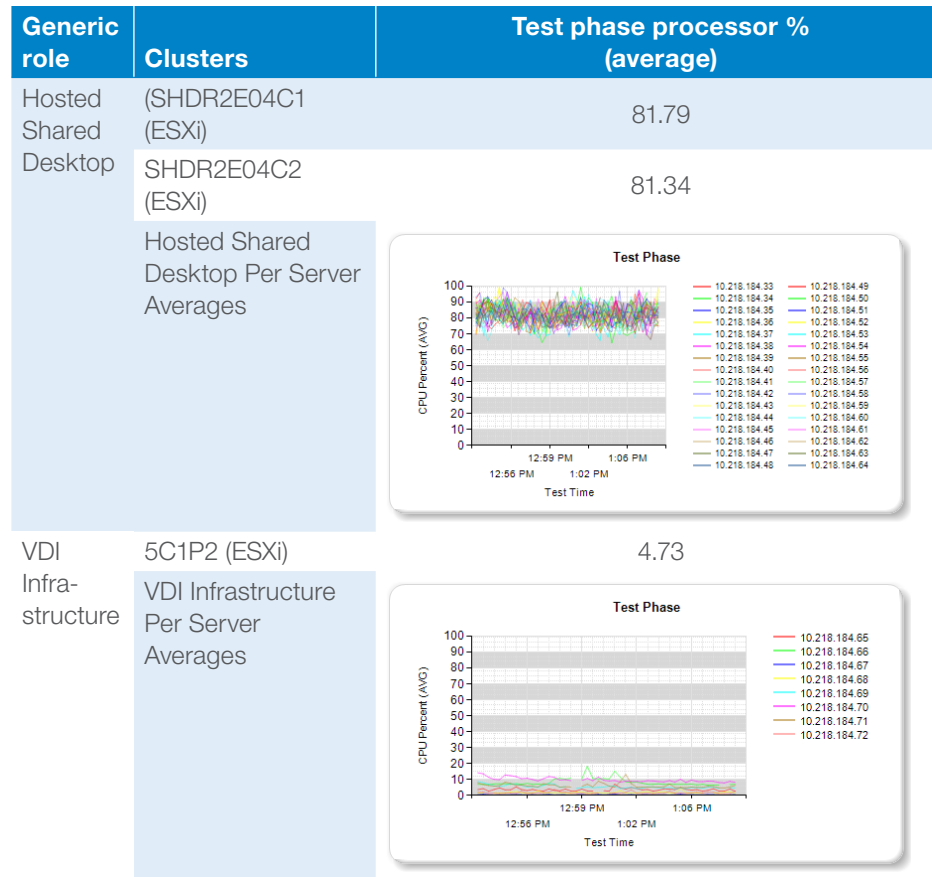 Generic role
Clusters
Test phase processor % (average)
Hosted Shared Desktop
(SHDR2E04C1 (ESXi)
81.79
SHDR2E04C2 (ESXi)
81.34
Hosted Shared
Desktop Per Server
Averages
Test Phase
CPU Percent (AVG)
100
90
80
70
60
50
40
30
20
10
0
12:59 PM 1:06 PM
12:56 PM 1:02 PM
Test Time
10.218.184.33 10.218.184.49
10.218.184.34 10.218.184.50
10.218.184.35 10.218.184.51
10.218.184.36 10.218.184.52
10.218.184.37 10.218.184.53
10.218.184.38 10.218.184.54
10.218.184.39 10.218.184.55
10.218.184.40 10.218.184.56
10.218.184.41 10.218.184.57
10.218.184.42 10.218.184.58
10.218.184.43 10.218.184.59
10.218.184.44 10.218.184.60
10.218.184.45 10.218.184.61
10.218.184.46 10.218.184.62
10.218.184.47 10.218.184.63
10.218.184.48 10.218.184.64
VDI
Infra-
structure
5C1P2 (ESXi)
4.73
VDI Infrastructure
Per Server
Averages
Test Phase
CPU Percent (AVG)
100
90
80
70
60
50
40
30
20
10
0
12:59 PM 1:06 PM
12:56 PM 1:02 PM
Test Time
10.218.184.65
10.218.184.66
10.218.184.67
10.218.184.68
10.218.184.69
10.218.184.70
10.218.184.71
10.218.184.72